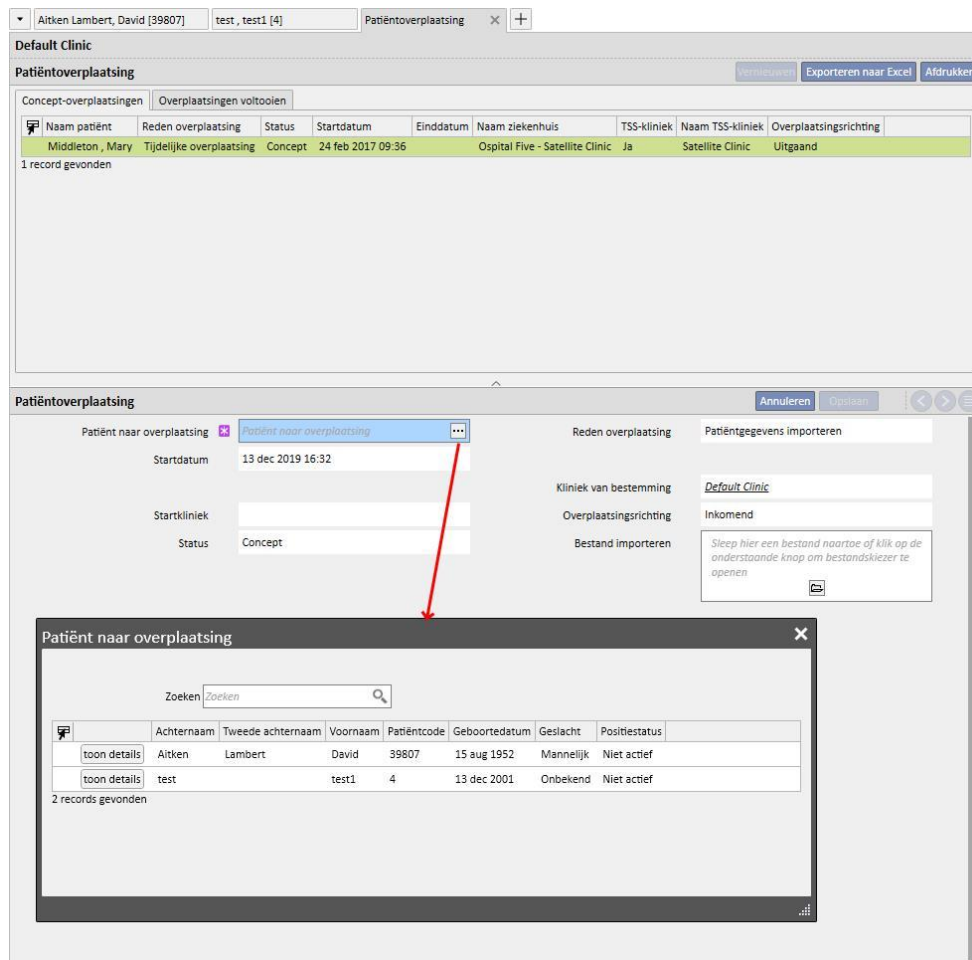 Aitken Lambert, David [39807] test , test1 [4] Patiëntoverplaatsing
Default Clinic
Patiëntoverplaatsing Vernieuwen Exporteren naar Excel Afdrukken
Concept-overplaatsingen Overplaatsingen voltooien
Naam patiënt Reden overplaatsing Status Startdatum Einddatum Naam ziekenhuis TSS-kliniek Naam TSS-kliniek Overplaatsingsrichting
Middleton , Mary Tijdelijke overplaatsing Concept 24 feb 2017 09:36 Ospital Five - Satellite Clinic Ja Satellite Clinic Uitgaand
1 record gevonden
Patiëntoverplaatsing Annuleren Opslaan
Patiënt naar overplaatsing Patiënt naar overplaatsing ... Reden overplaatsing Patiëntgegevens importeren
Startdatum 13 dec 2019 16:32
Kliniek van bestemming Default Clinic
Startkliniek Overplaatsingsrichting Inkomend
Status Concept Bestand importeren Sleep hier een bestand naartoe of klik op de
onderstaande knop om bestandskiezer te
openen
Patiënt naar overplaatsing
Zoeken Zoeken
Achternaam Tweede achternaam Voornaam Patiëntcode Geboortedatum Geslacht Positiestatus
toon details Aitken Lambert David 39807 15 aug 1952 Mannelijk Niet actief
toon details test test1 4 13 dec 2001 Onbekend Niet actief
2 records gevonden